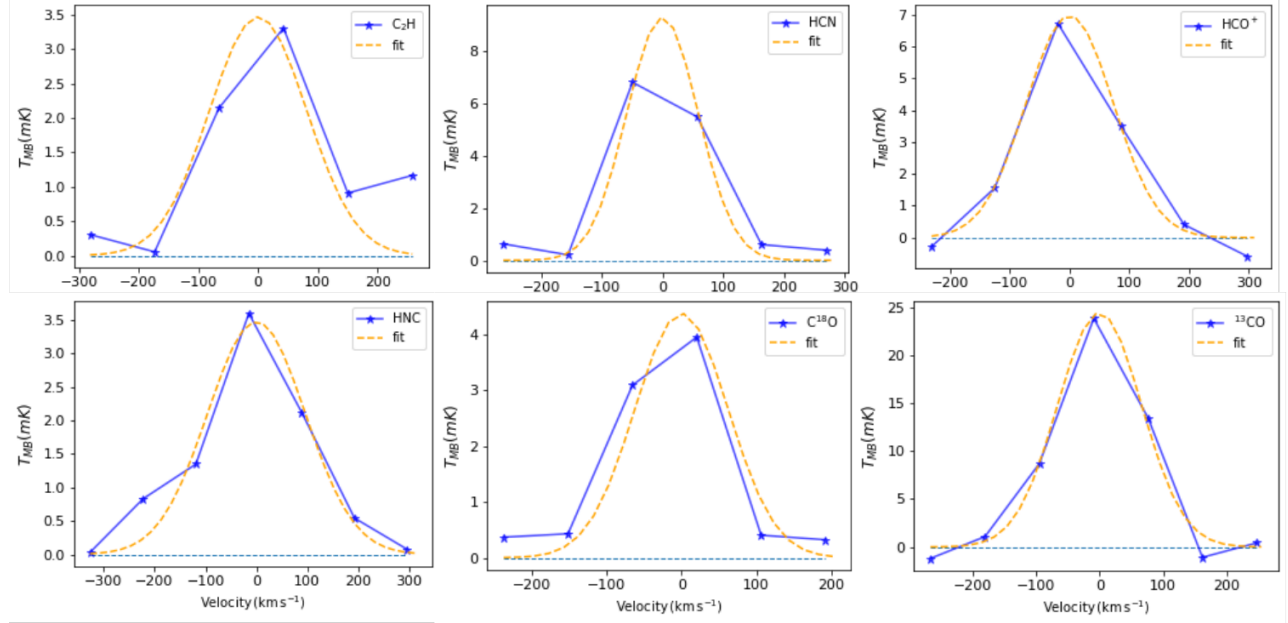 3.5
3.0
2.5
2.0
1.5
1.0
0.5
0.0
T_MB(mK)
C₂H
fit
−300 −200 −100 0 100 200
8
6
4
2
0
T_MB(mK)
HCN
fit
−200 −100 0 100 200 300
7
6
5
4
3
2
1
0
T_MB(mK)
HCO⁺
fit
−200 −100 0 100 200 300
3.5
3.0
2.5
2.0
1.5
1.0
0.5
0.0
T_MB(mK)
HNC
fit
−300 −200 −100 0 100 200 300
Velocity(km s⁻¹)
4
3
2
1
0
T_MB(mK)
C¹⁸O
fit
−200 −100 0 100 200
Velocity(km s⁻¹)
25
20
15
10
5
0
T_MB(mK)
¹³CO
fit
−200 −100 0 100 200
Velocity(km s⁻¹)